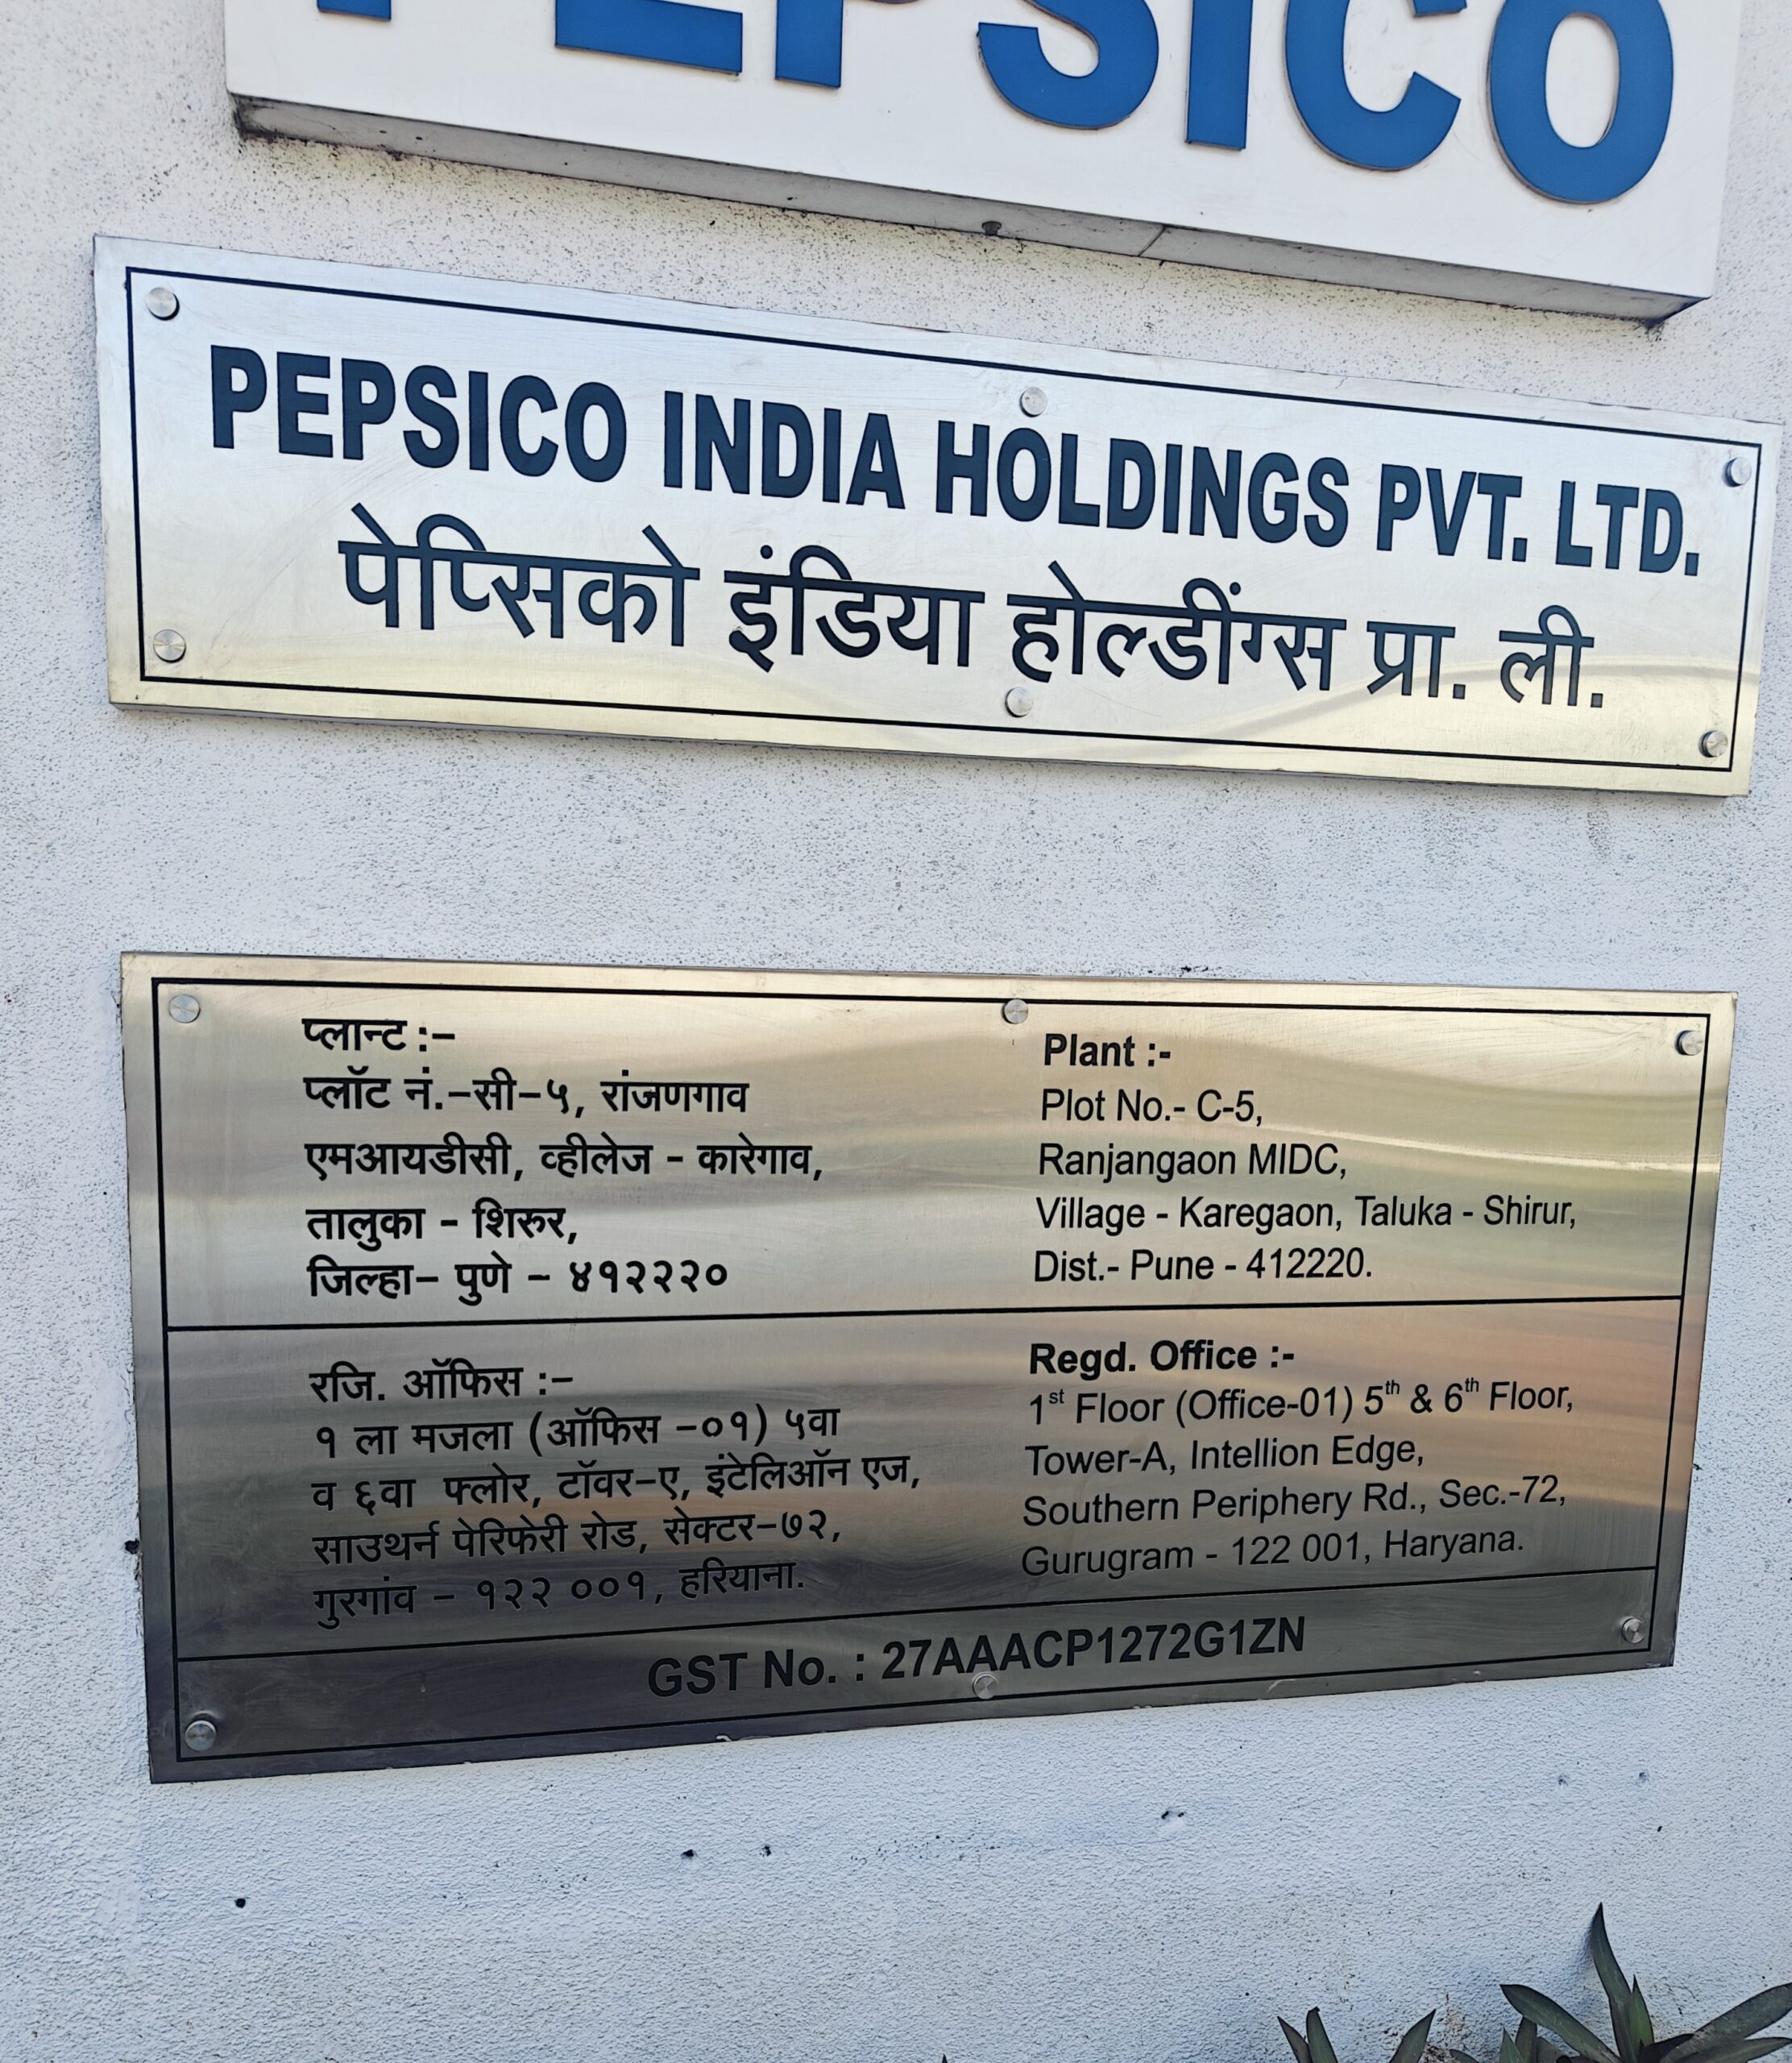 PEPSICO
PEPSICO INDIA HOLDINGS PVT. LTD.
पेप्सिको इंडिया होल्डींग्स प्रा. ली.
प्लान्ट :–
प्लॉट नं.–सी–५, रांजणगाव
एमआयडीसी, व्हीलेज - कारेगाव,
तालुका - शिरुर,
जिल्हा– पुणे – ४१२२२०
Plant :-
Plot No.- C-5,
Ranjangaon MIDC,
Village - Karegaon, Taluka - Shirur,
Dist.- Pune - 412220.
रजि. ऑफिस :–
१ ला मजला (ऑफिस –०१) ५वा
व ६वा फ्लोर, टॉवर–ए, इंटेलिऑन एज,
साउथर्न पेरिफेरी रोड, सेक्टर–७२,
गुरगांव – १२२ ००१, हरियाना.
Regd. Office :-
1st Floor (Office-01) 5th & 6th Floor,
Tower-A, Intellion Edge,
Southern Periphery Rd., Sec.-72,
Gurugram - 122 001, Haryana.
GST No. : 27AAACP1272G1ZN